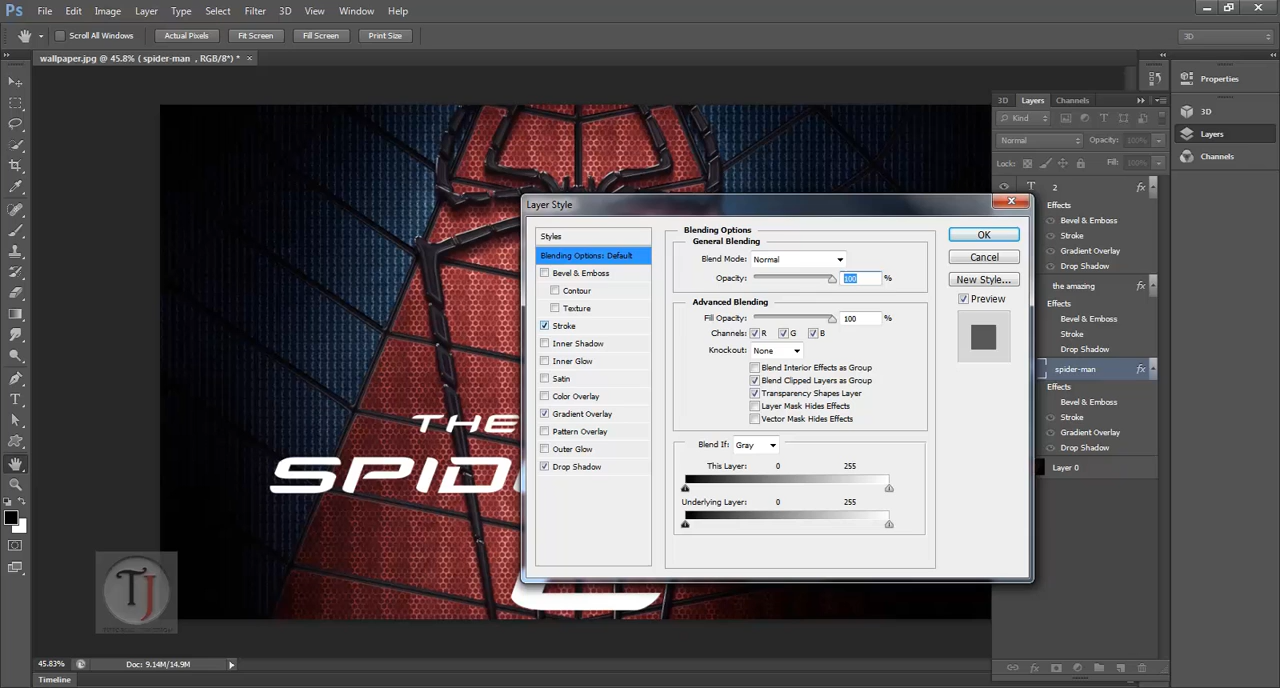 Ps File Edit Image Layer Type Select Filter 3D View Window Help
Scroll All Windows Actual Pixels Fit Screen Fill Screen Print Size 3D
wallpaper.jpg @ 45.8% ( spider-man , RGB/8*) * ×
Properties
3D Layers Channels
3D
Kind
Layers
Normal Opacity: 100%
Channels
Lock: Fill: 100%
T 2 fx
Effects
Bevel & Emboss
Stroke
Gradient Overlay
Drop Shadow
the amazing fx
Effects
Bevel & Emboss
Stroke
Drop Shadow
spider-man fx
Effects
Bevel & Emboss
Stroke
Gradient Overlay
Drop Shadow
Layer 0
Layer Style
Styles
Blending Options: Default
Bevel & Emboss
Contour
Texture
Stroke
Inner Shadow
Inner Glow
Satin
Color Overlay
Gradient Overlay
Pattern Overlay
Outer Glow
Drop Shadow
Blending Options
General Blending
Blend Mode: Normal
Opacity: 100 %
Advanced Blending
Fill Opacity: 100 %
Channels: R G B
Knockout: None
Blend Interior Effects as Group
Blend Clipped Layers as Group
Transparency Shapes Layer
Layer Mask Hides Effects
Vector Mask Hides Effects
Blend If: Gray
This Layer: 0 255
Underlying Layer: 0 255
OK
Cancel
New Style...
Preview
THE
SPID
TJ
45.83% Doc: 9.14M/14.9M
Timeline